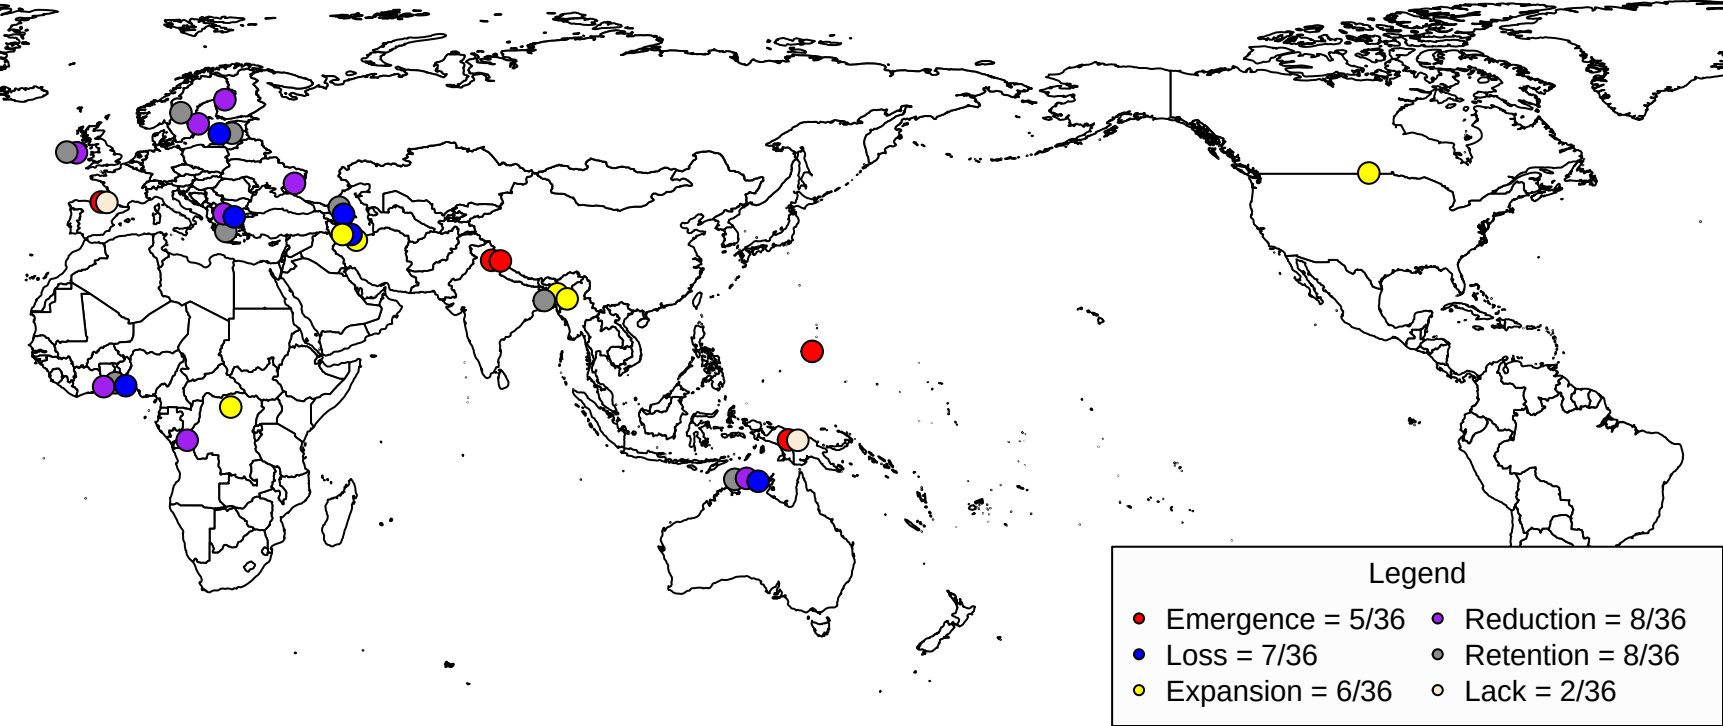 Legend
Emergence = 5/36 Reduction = 8/36
Loss = 7/36 Retention = 8/36
Expansion = 6/36 Lack = 2/36